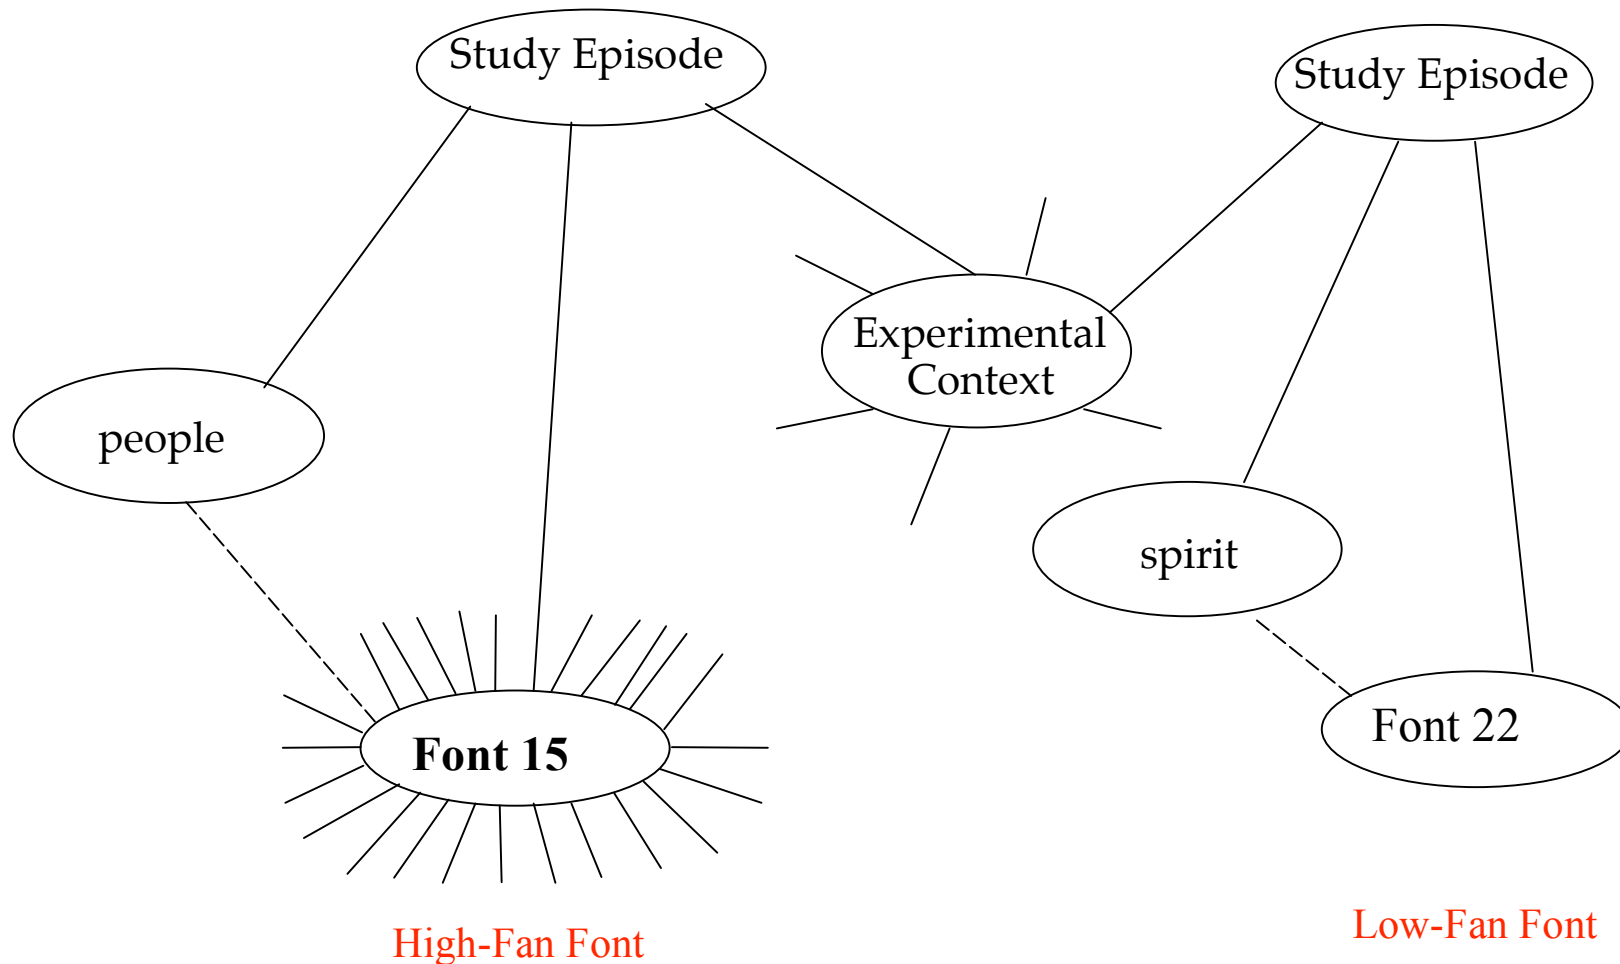 Study Episode
Study Episode
Experimental
Context
people
spirit
Font 15
Font 22
High-Fan Font
Low-Fan Font